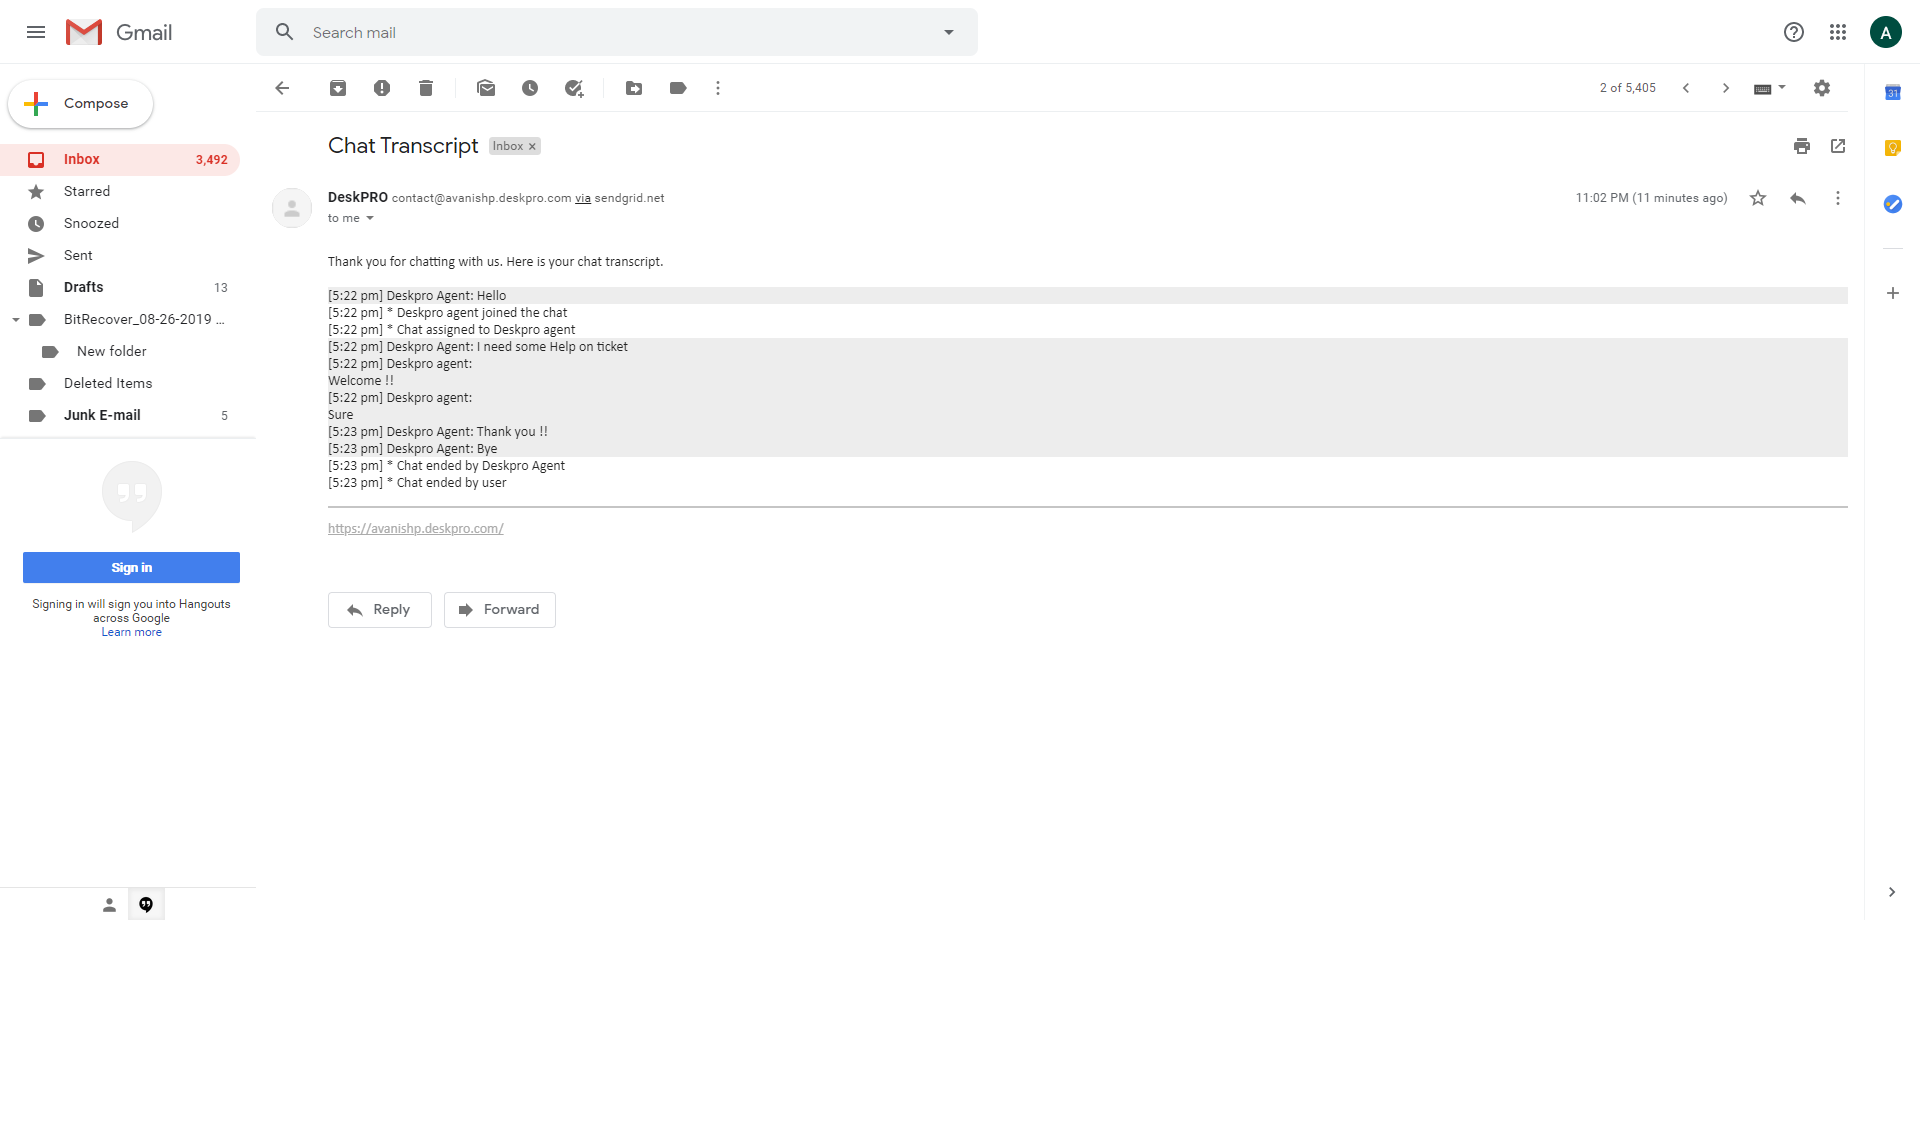 Gmail
Search mail
A
Compose
2 of 5,405
31
Inbox 3,492
Starred
Snoozed
Sent
Drafts 13
BitRecover_08-26-2019 ...
New folder
Deleted Items
Junk E-mail 5
Chat Transcript Inbox ×
DeskPRO contact@avanishp.deskpro.com via sendgrid.net 11:02 PM (11 minutes ago)
to me
Thank you for chatting with us. Here is your chat transcript.
[5:22 pm] Deskpro Agent: Hello
[5:22 pm] * Deskpro agent joined the chat
[5:22 pm] * Chat assigned to Deskpro agent
[5:22 pm] Deskpro Agent: I need some Help on ticket
[5:22 pm] Deskpro agent:
Welcome !!
[5:22 pm] Deskpro agent:
Sure
[5:23 pm] Deskpro Agent: Thank you !!
[5:23 pm] Deskpro Agent: Bye
[5:23 pm] * Chat ended by Deskpro Agent
[5:23 pm] * Chat ended by user
https://avanishp.deskpro.com/
Reply Forward
Sign in
Signing in will sign you into Hangouts
across Google
Learn more